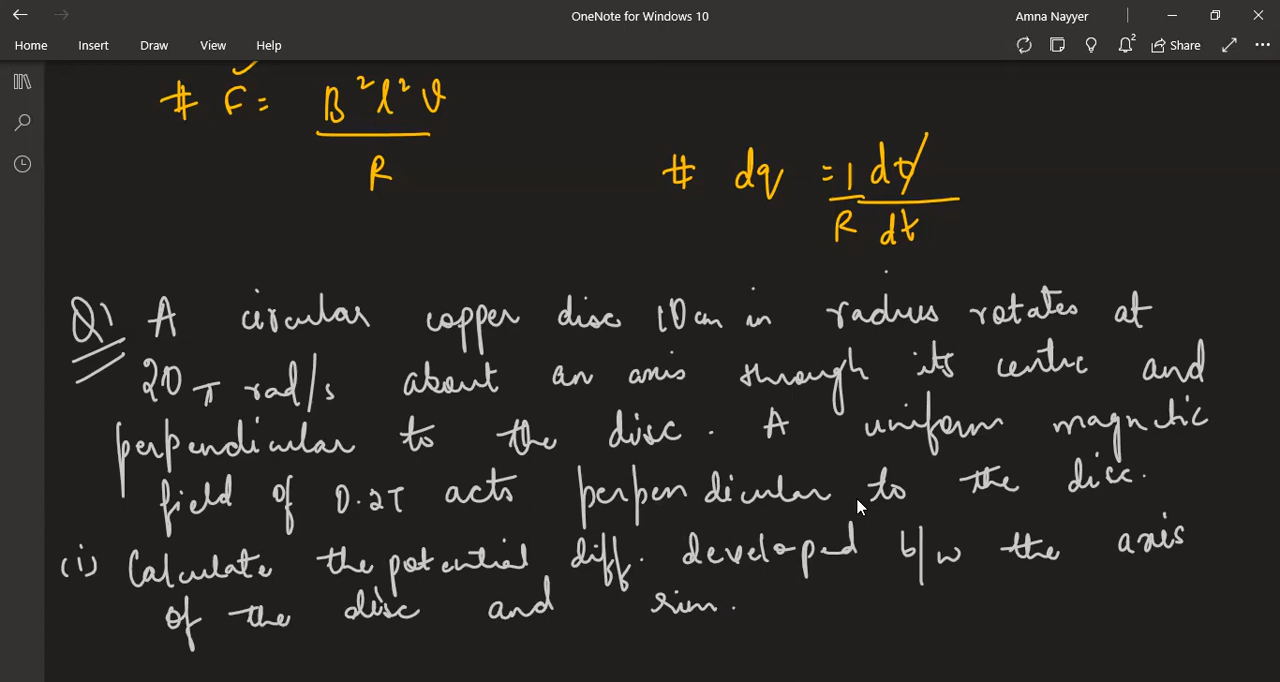 OneNote for Windows 10
Amna Nayyer
Home Insert Draw View Help
2 Share
# F = B²l²v / R
# dq = 1/R dφ/dt
Q1 A circular copper disc 10cm in radius rotates at
20 π rad/s about an axis through its centre and
perpendicular to the disc. A uniform magnetic
field of 0.2T acts perpendicular to the disc.
(i) Calculate the potential diff. developed b/w the axis
of the disc and rim.